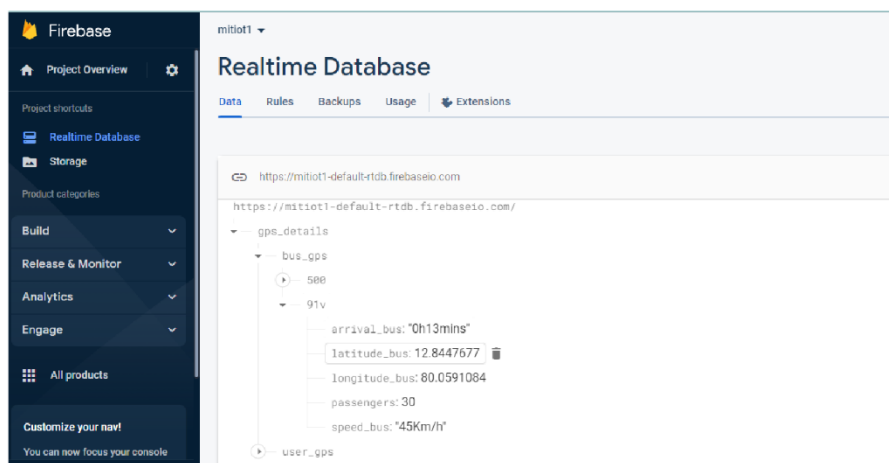 Firebase
Project Overview
Project shortcuts
Realtime Database
Storage
Product categories
Build
Release & Monitor
Analytics
Engage
All products
Customize your nav!
You can now focus your console
mitiot1
Realtime Database
Data Rules Backups Usage Extensions
https://mitiot1-default-rtdb.firebaseio.com
https://mitiot1-default-rtdb.firebaseio.com/
gps_details
bus_gps
500
91v
arrival_bus: "0h13mins"
latitude_bus: 12.8447677
longitude_bus: 80.0591084
passengers: 30
speed_bus: "45Km/h"
user_gps